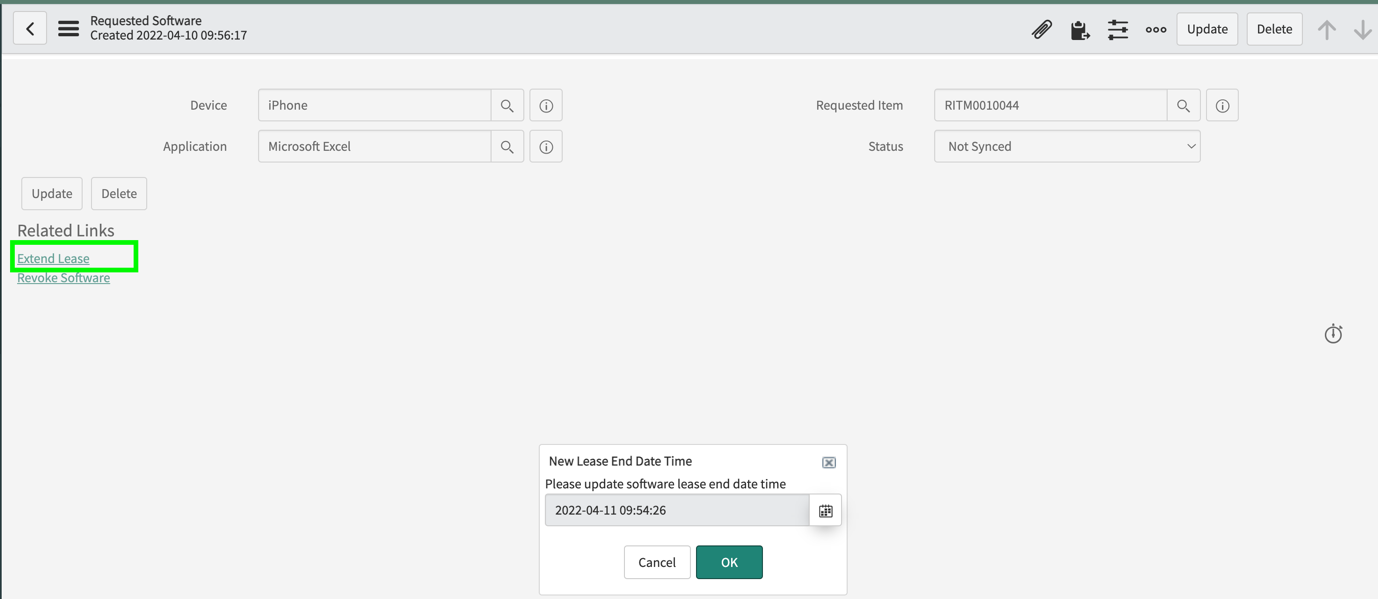 Requested Software
Created 2022-04-10 09:56:17
Update
Delete
Device
iPhone
Requested Item
RITM0010044
Application
Microsoft Excel
Status
Not Synced
Update
Delete
Related Links
Extend Lease
Revoke Software
New Lease End Date Time
Please update software lease end date time
2022-04-11 09:54:26
Cancel
OK